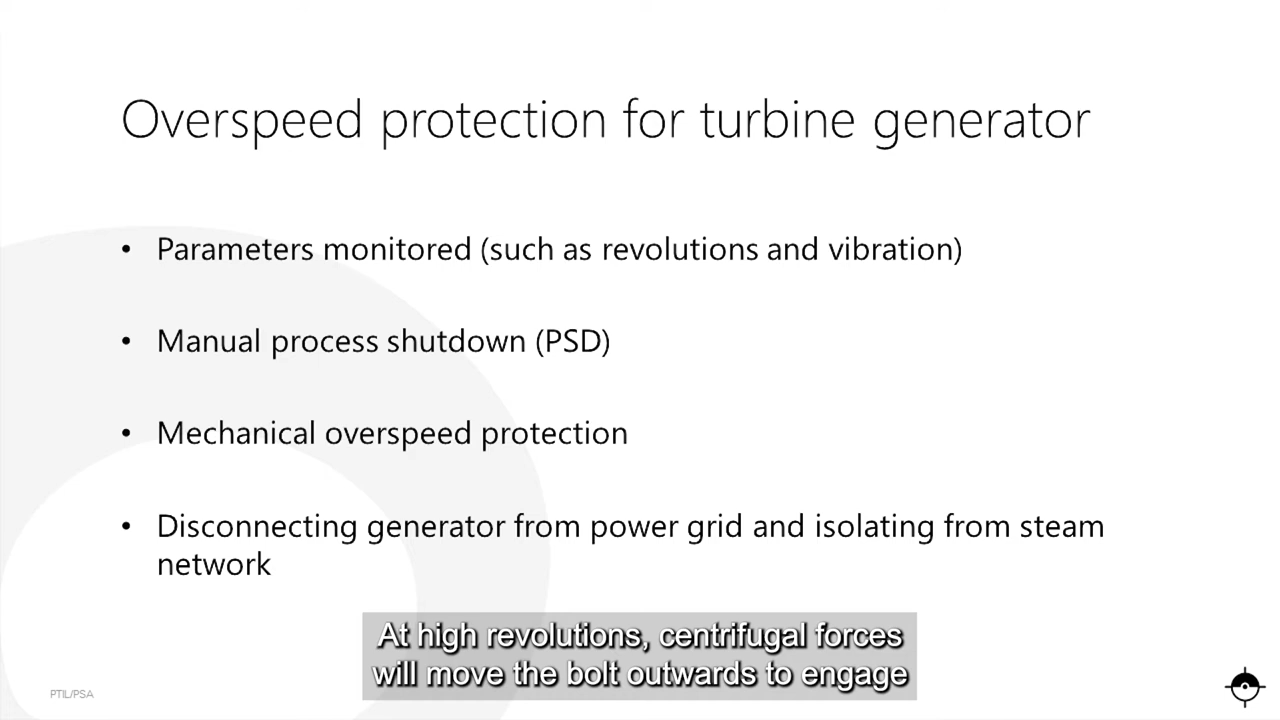 Overspeed protection for turbine generator
• Parameters monitored (such as revolutions and vibration)
• Manual process shutdown (PSD)
• Mechanical overspeed protection
• Disconnecting generator from power grid and isolating from steam
network
At high revolutions, centrifugal forces
will move the bolt outwards to engage
PTIL/PSA